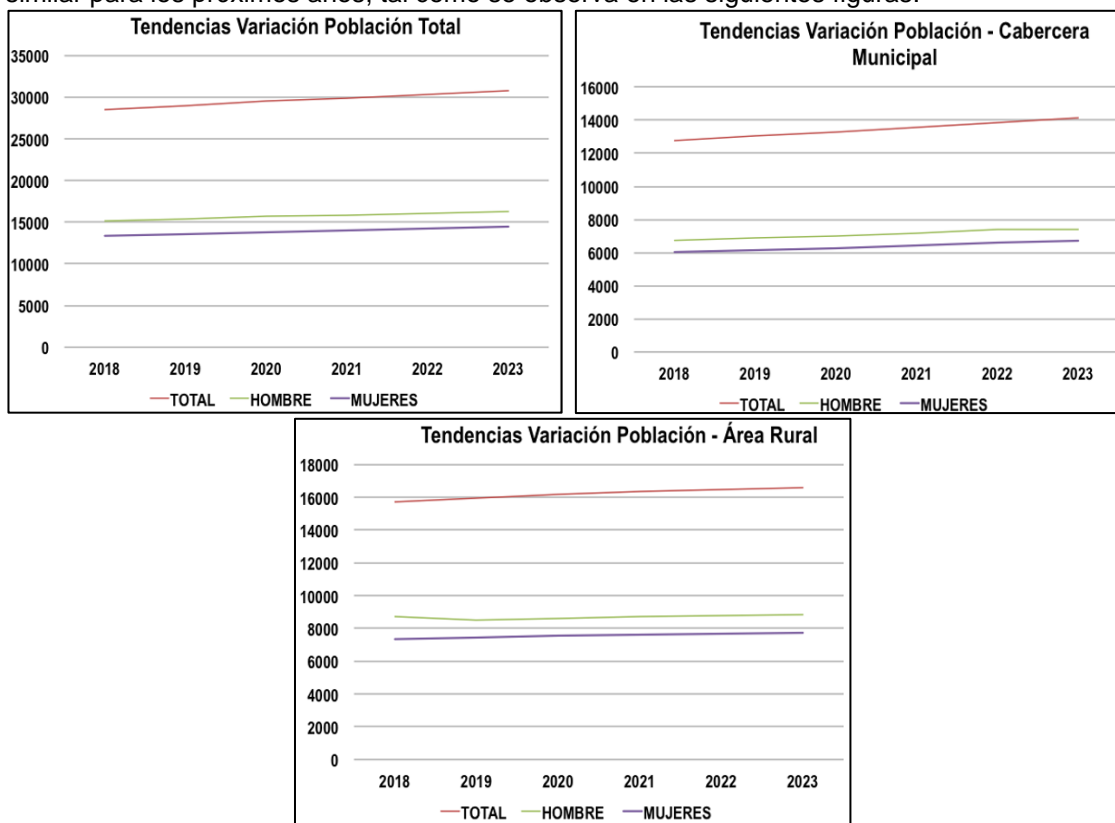 similar para los próximos años, tal como se observa en las siguientes figuras.
Tendencias Variación Población Total
35000
30000
25000
20000
15000
10000
5000
0
2018 2019 2020 2021 2022 2023
TOTAL HOMBRE MUJERES
Tendencias Variación Población - Cabercera
Municipal
16000
14000
12000
10000
8000
6000
4000
2000
0
2018 2019 2020 2021 2022 2023
TOTAL HOMBRE MUJERES
Tendencias Variación Población - Área Rural
18000
16000
14000
12000
10000
8000
6000
4000
2000
0
2018 2019 2020 2021 2022 2023
TOTAL HOMBRE MUJERES